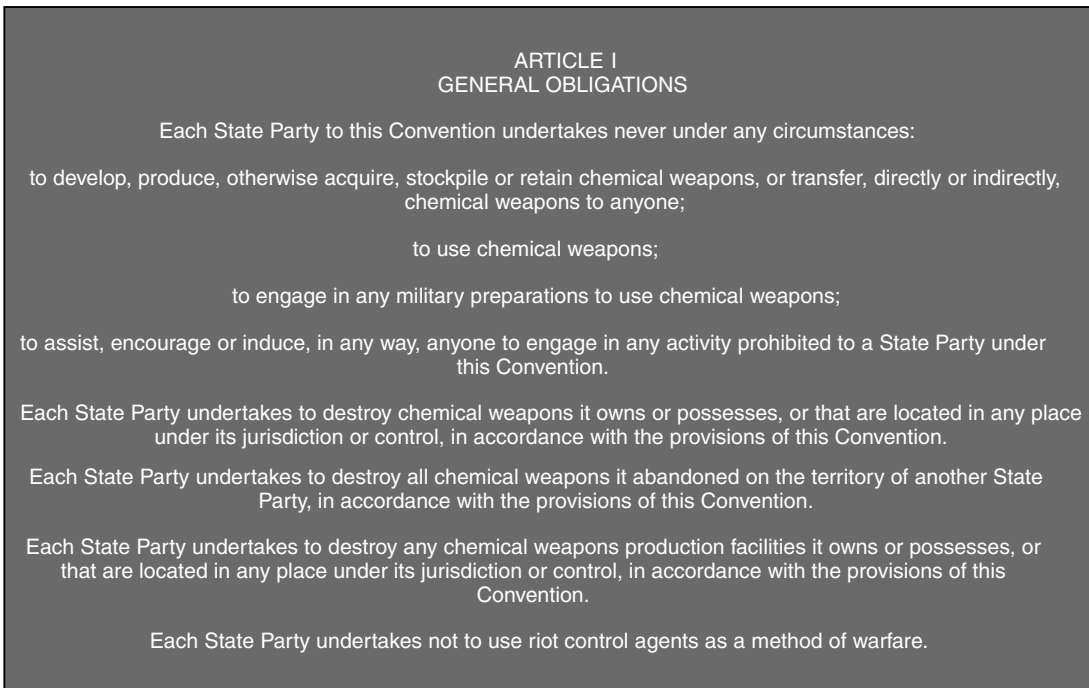 ARTICLE I
GENERAL OBLIGATIONS
Each State Party to this Convention undertakes never under any circumstances:
to develop, produce, otherwise acquire, stockpile or retain chemical weapons, or transfer, directly or indirectly,
chemical weapons to anyone;
to use chemical weapons;
to engage in any military preparations to use chemical weapons;
to assist, encourage or induce, in any way, anyone to engage in any activity prohibited to a State Party under
this Convention.
Each State Party undertakes to destroy chemical weapons it owns or possesses, or that are located in any place
under its jurisdiction or control, in accordance with the provisions of this Convention.
Each State Party undertakes to destroy all chemical weapons it abandoned on the territory of another State
Party, in accordance with the provisions of this Convention.
Each State Party undertakes to destroy any chemical weapons production facilities it owns or possesses, or
that are located in any place under its jurisdiction or control, in accordance with the provisions of this
Convention.
Each State Party undertakes not to use riot control agents as a method of warfare.